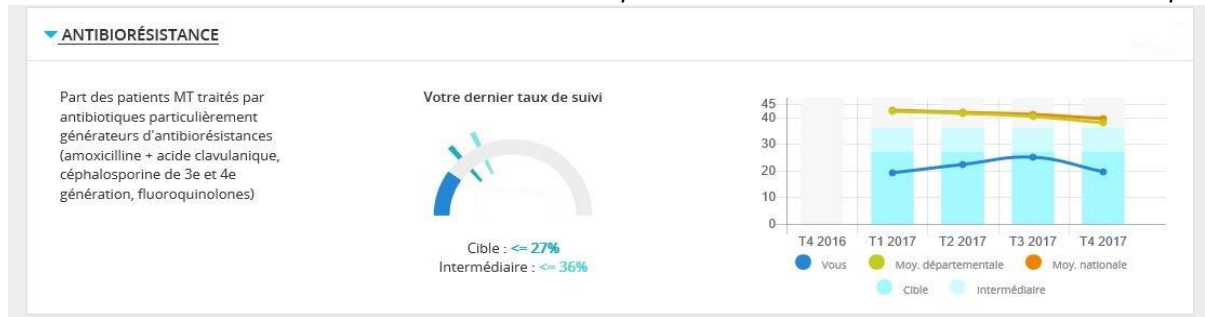 ANTIBIORÉSISTANCE
Part des patients MT traités par
antibiotiques particulièrement
générateurs d'antibiorésistances
(amoxicilline + acide clavulanique,
céphalosporine de 3e et 4e
génération, fluoroquinolones)
Votre dernier taux de suivi
Cible : <= 27%
Intermédiaire : <= 36%
45
40
30
20
10
0
T4 2016 T1 2017 T2 2017 T3 2017 T4 2017
Vous Moy. départementale Moy. nationale
Cible Intermédiaire